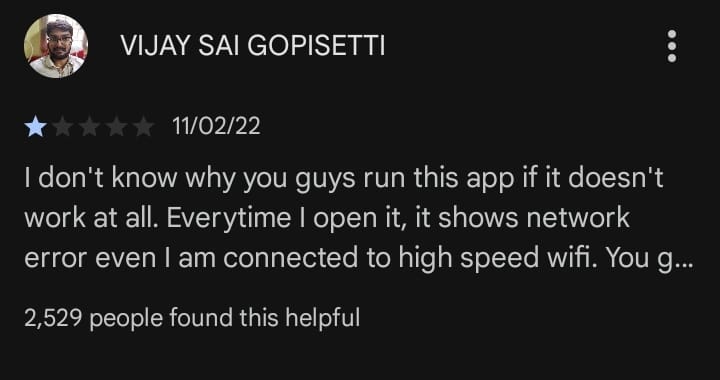 VIJAY SAI GOPISETTI
11/02/22
I don't know why you guys run this app if it doesn't
work at all. Everytime I open it, it shows network
error even I am connected to high speed wifi. You g...
2,529 people found this helpful